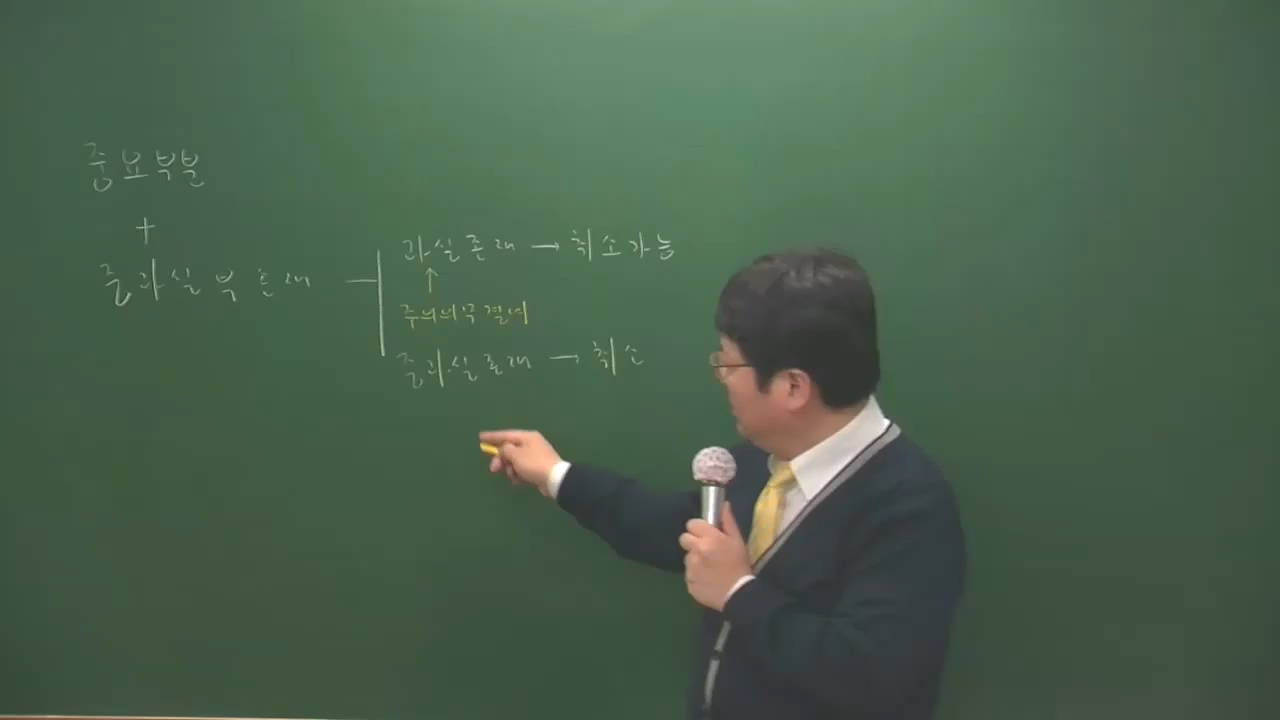 중요부분
+
중과실 부존재
과실존재 → 취소가능
↑
주의의무결여
중과실존재 → 취소